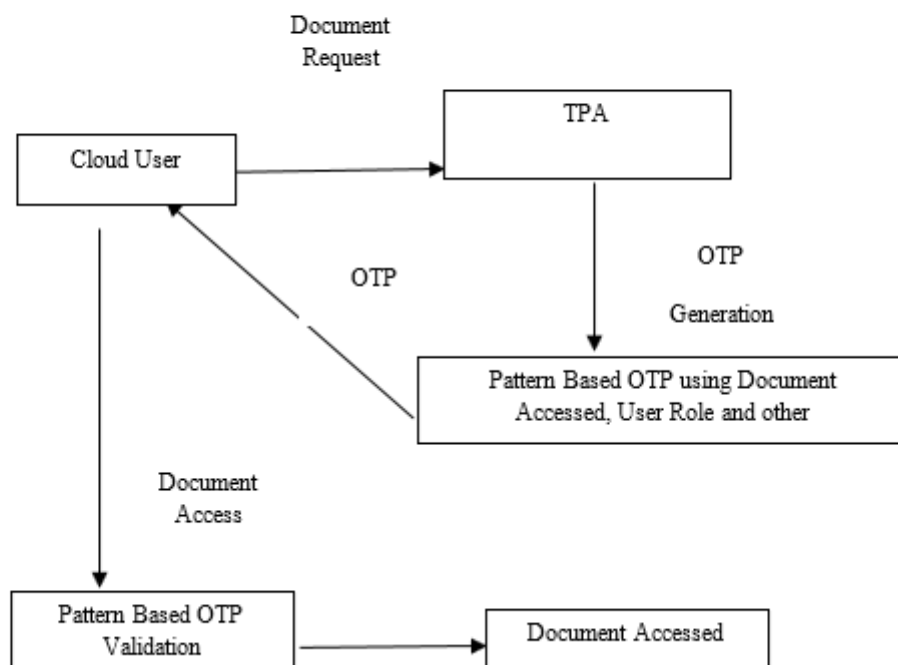 Document
Request
TPA
Cloud User
OTP
OTP
Generation
Pattern Based OTP using Document
Accessed, User Role and other
Document
Access
Pattern Based OTP
Validation
Document Accessed